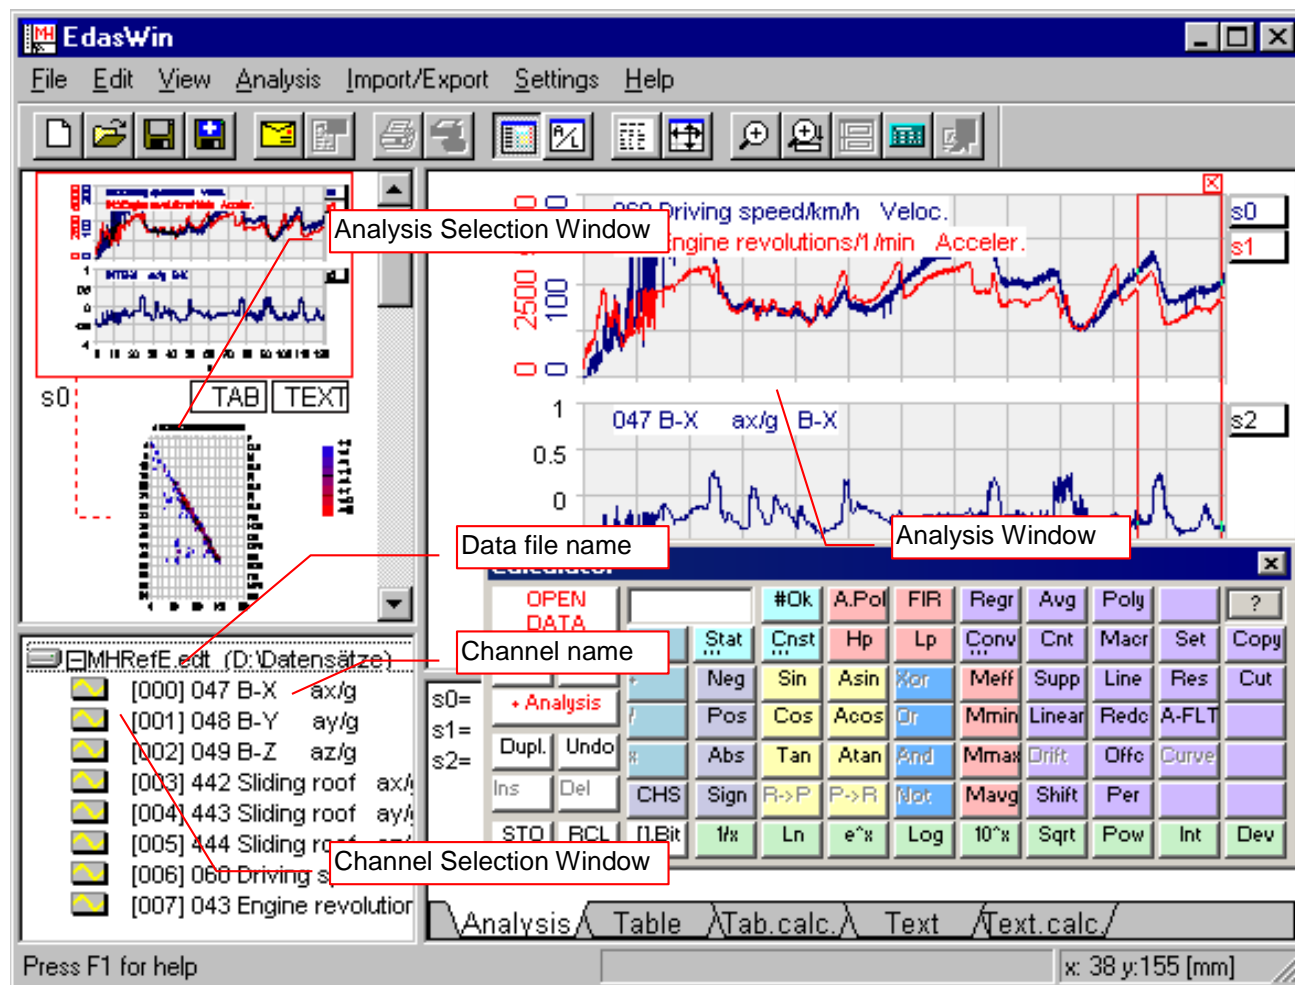 EdasWin
File Edit View Analysis Import/Export Settings Help
Analysis Selection Window
s0 TAB TEXT
Driving speed/km/h Veloc.
Engine revolutions/1/min Acceler.
s0
s1
2500
100
0 0
1
047 B-X ax/g B-X
s2
0.5
0
Data file name
Analysis Window
Channel name
Channel Selection Window
MHRefE.edt (D:\Datensätze)
[000] 047 B-X ax/g
[001] 048 B-Y ay/g
[002] 049 B-Z az/g
[003] 442 Sliding roof ax/
[004] 443 Sliding roof ay/
[005] 444 Sliding
[006] 060 Driving
[007] 043 Engine revolution
s0=
s1=
s2=
OPEN DATA #Ok A.Pol FIR Regr Avg Poly ?
Stat Cnst Hp Lp Conv Cnt Macr Set Copy
+ Neg Sin Asin Xor Meff Supp Line Res Cut
+ Analysis / Pos Cos Acos Or Mmin Linear Redc A-FLT
Dupl. Undo x Abs Tan Atan And Mmax Drift Offc Curve
Ins Del CHS Sign R->P P->R Not Mavg Shift Per
STO RCL [].Bit 1/x Ln e^x Log 10^x Sqrt Pow Int Dev
Analysis Table Tab.calc. Text Text.calc.
Press F1 for help
x: 38 y:155 [mm]